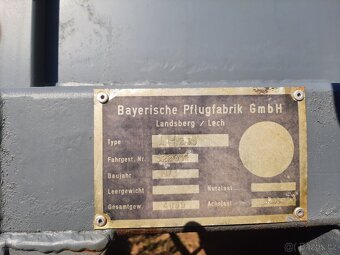 Bayerische Pflugfabrik GmbH
Landsberg / Lech
Type
Fahrgest. Nr.
Baujahr
Leergewicht Nutzlast
Gesamtgew. Achslast